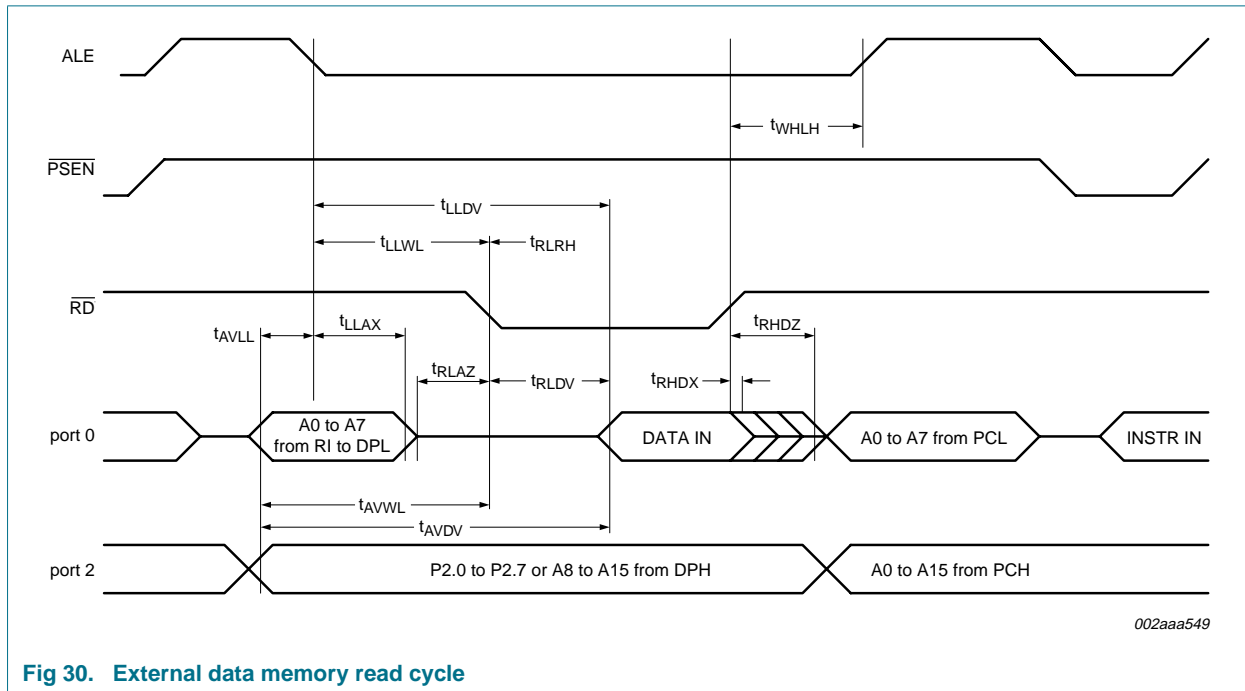 ALE
tWHLH
PSEN
tLLDV
tLLWL
tRLRH
RD
tAVLL
tLLAX
tRHDZ
tRLAZ
tRLDV
tRHDX
port 0
A0 to A7
from RI to DPL
DATA IN
A0 to A7 from PCL
INSTR IN
tAVWL
tAVDV
port 2
P2.0 to P2.7 or A8 to A15 from DPH
A0 to A15 from PCH
002aaa549
Fig 30. External data memory read cycle